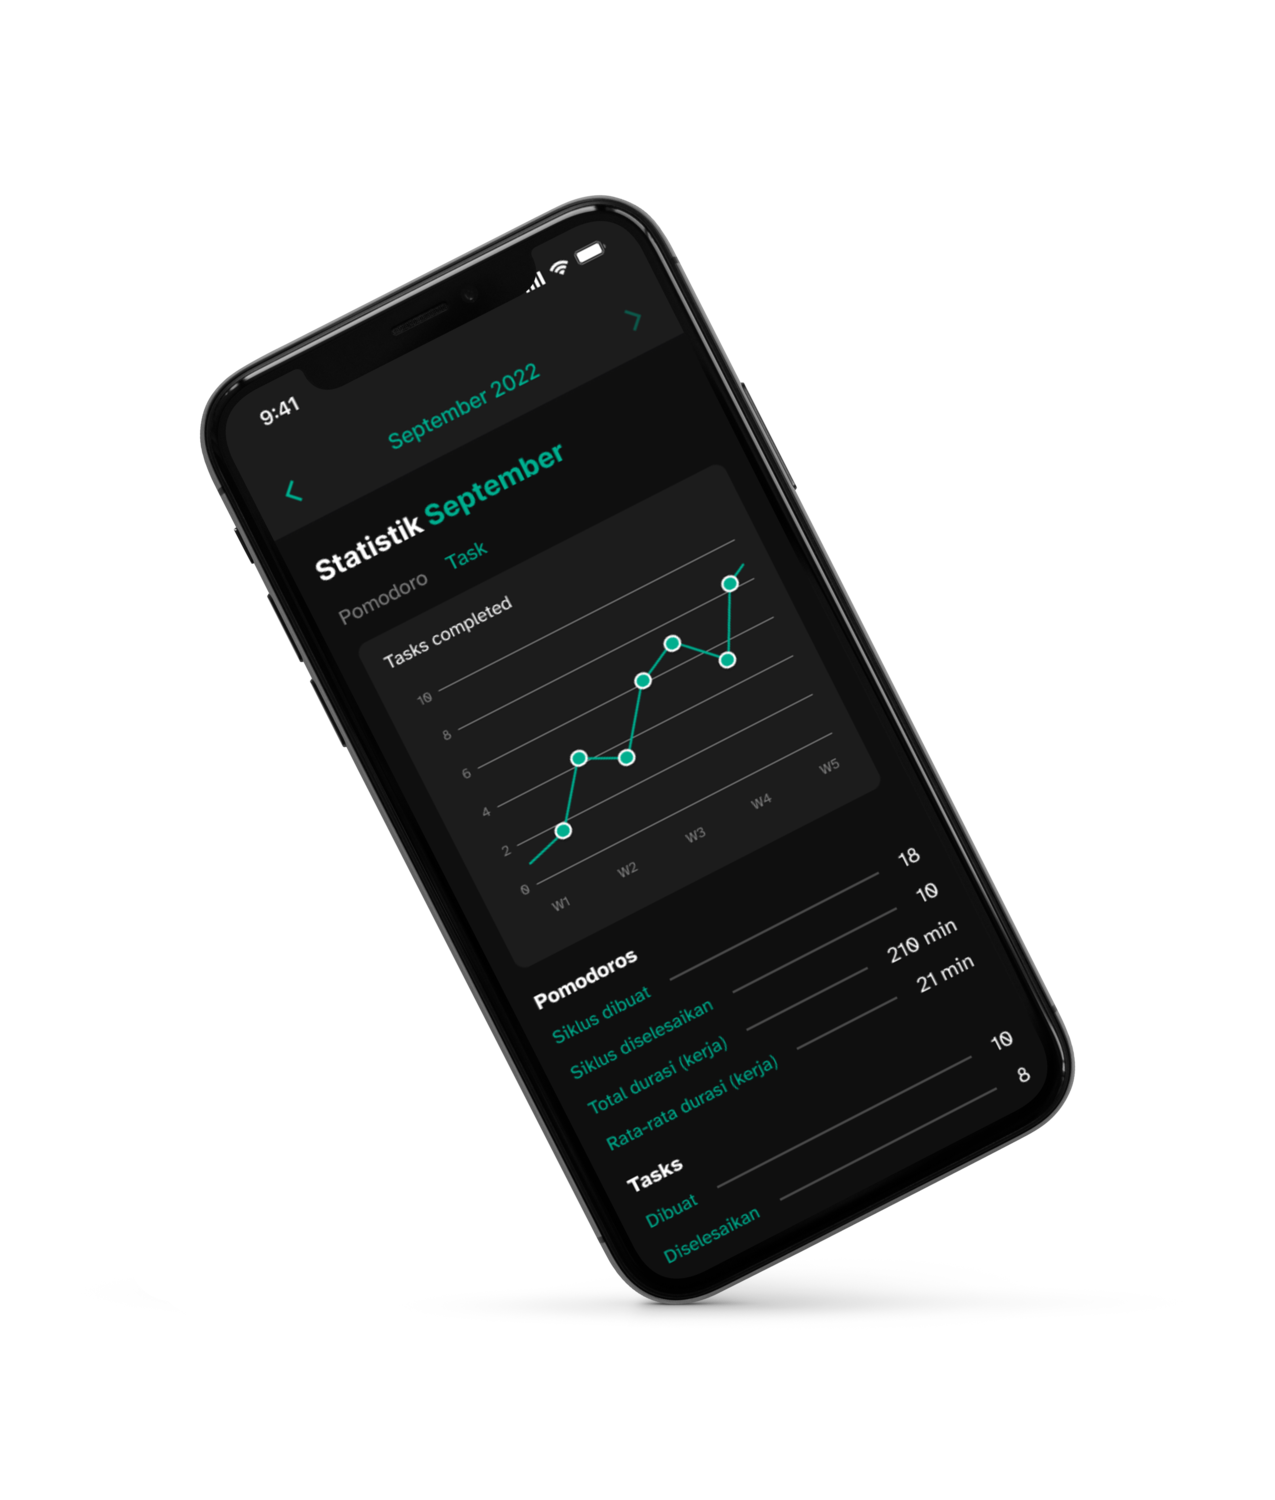 9:41
September 2022
Statistik September
Pomodoro Task
Tasks completed
10
8
6
4
2
0
W1 W2 W3 W4 W5
Pomodoros
Siklus dibuat 18
Siklus diselesaikan 10
Total durasi (kerja) 210 min
Rata-rata durasi (kerja) 21 min
Tasks
Dibuat 10
Diselesaikan 8